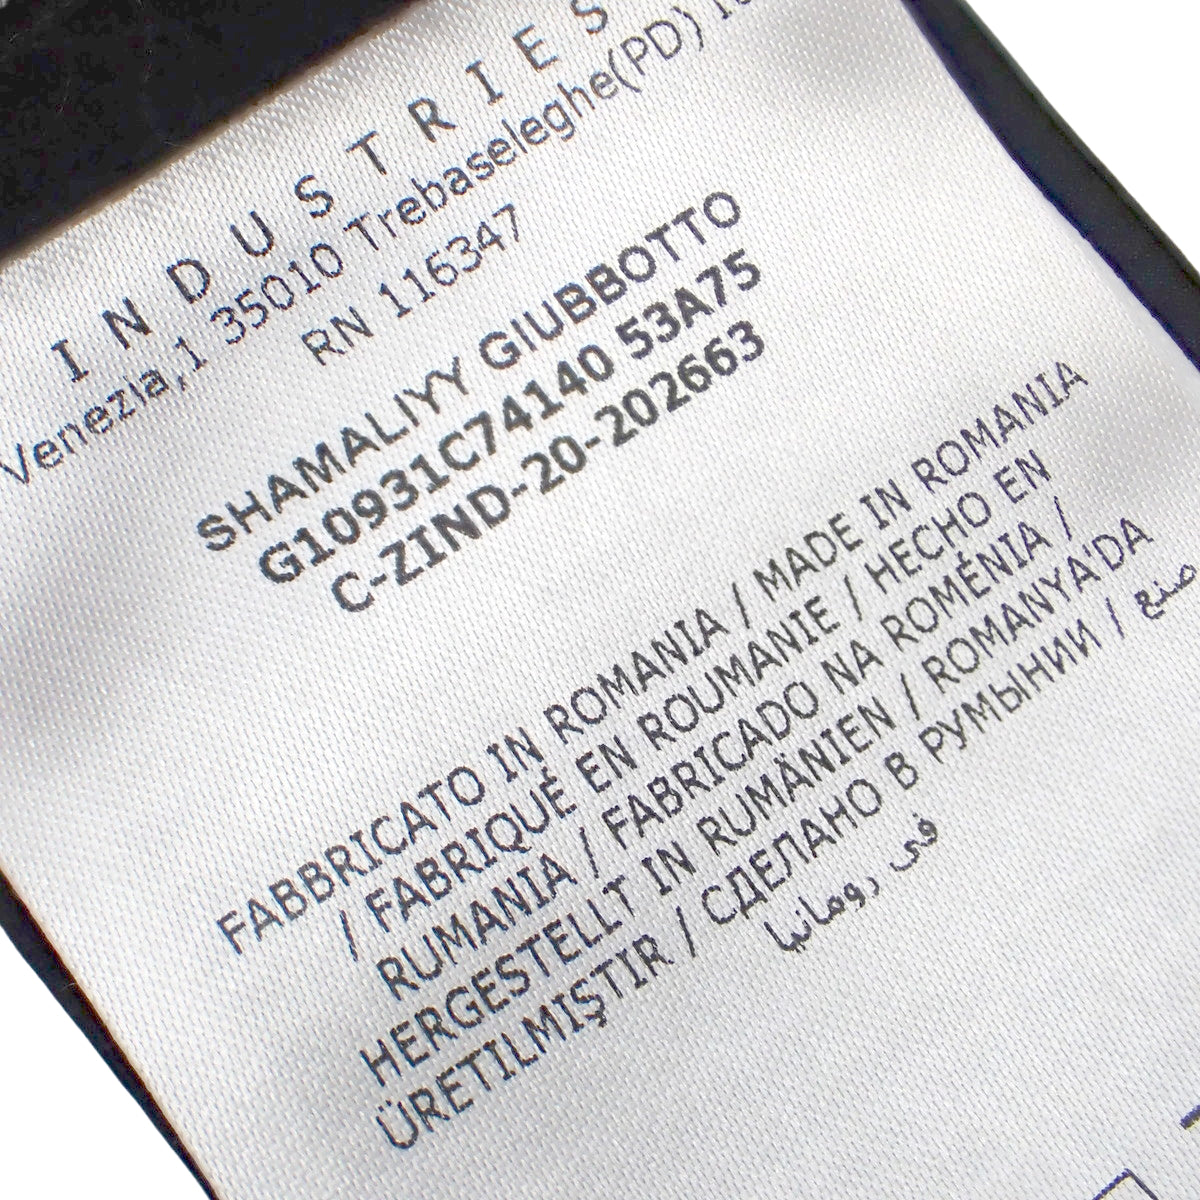 INDUSTRIES
Venezia,1 35010 Trebaseleghe(PD)
RN 116347
SHAMALIYY GIUBBOTTO
G10931C74140 53A75
C-ZIND-20-202663
FABBRICATO IN ROMANIA / MADE IN ROMANIA
/ FABRIQUÉ EN ROUMANIE / HECHO EN
RUMANIA / FABRICADO NA ROMÉNIA /
HERGESTELLT IN RUMÄNIEN / ROMANYA'DA
ÜRETILMIŞTIR / СДЕЛАНО В РУМЫНИИ / صنع
فى رومانيا